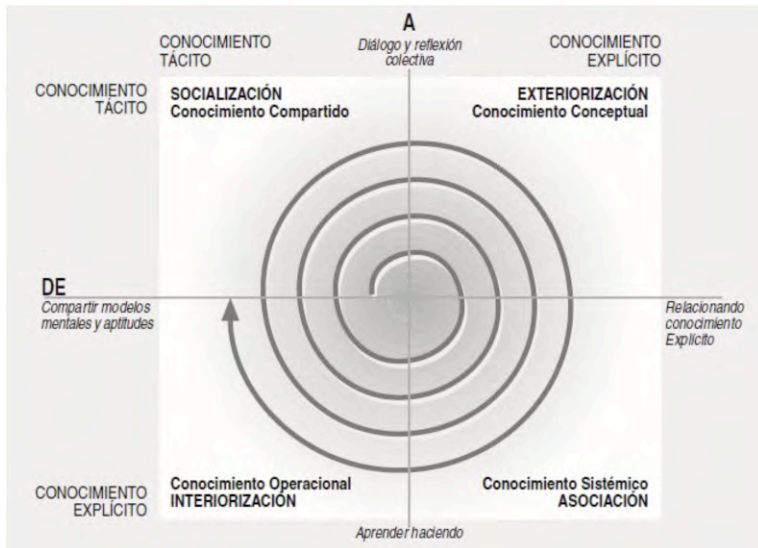 A
CONOCIMIENTO
TÁCITO
Diálogo y reflexión
colectiva
CONOCIMIENTO
EXPLÍCITO
CONOCIMIENTO
TÁCITO
SOCIALIZACIÓN
Conocimiento Compartido
EXTERIORIZACIÓN
Conocimiento Conceptual
DE
Compartir modelos
mentales y aptitudes
Relacionando
conocimiento
Explícito
CONOCIMIENTO
EXPLÍCITO
Conocimiento Operacional
INTERIORIZACIÓN
Conocimiento Sistémico
ASOCIACIÓN
Aprender haciendo